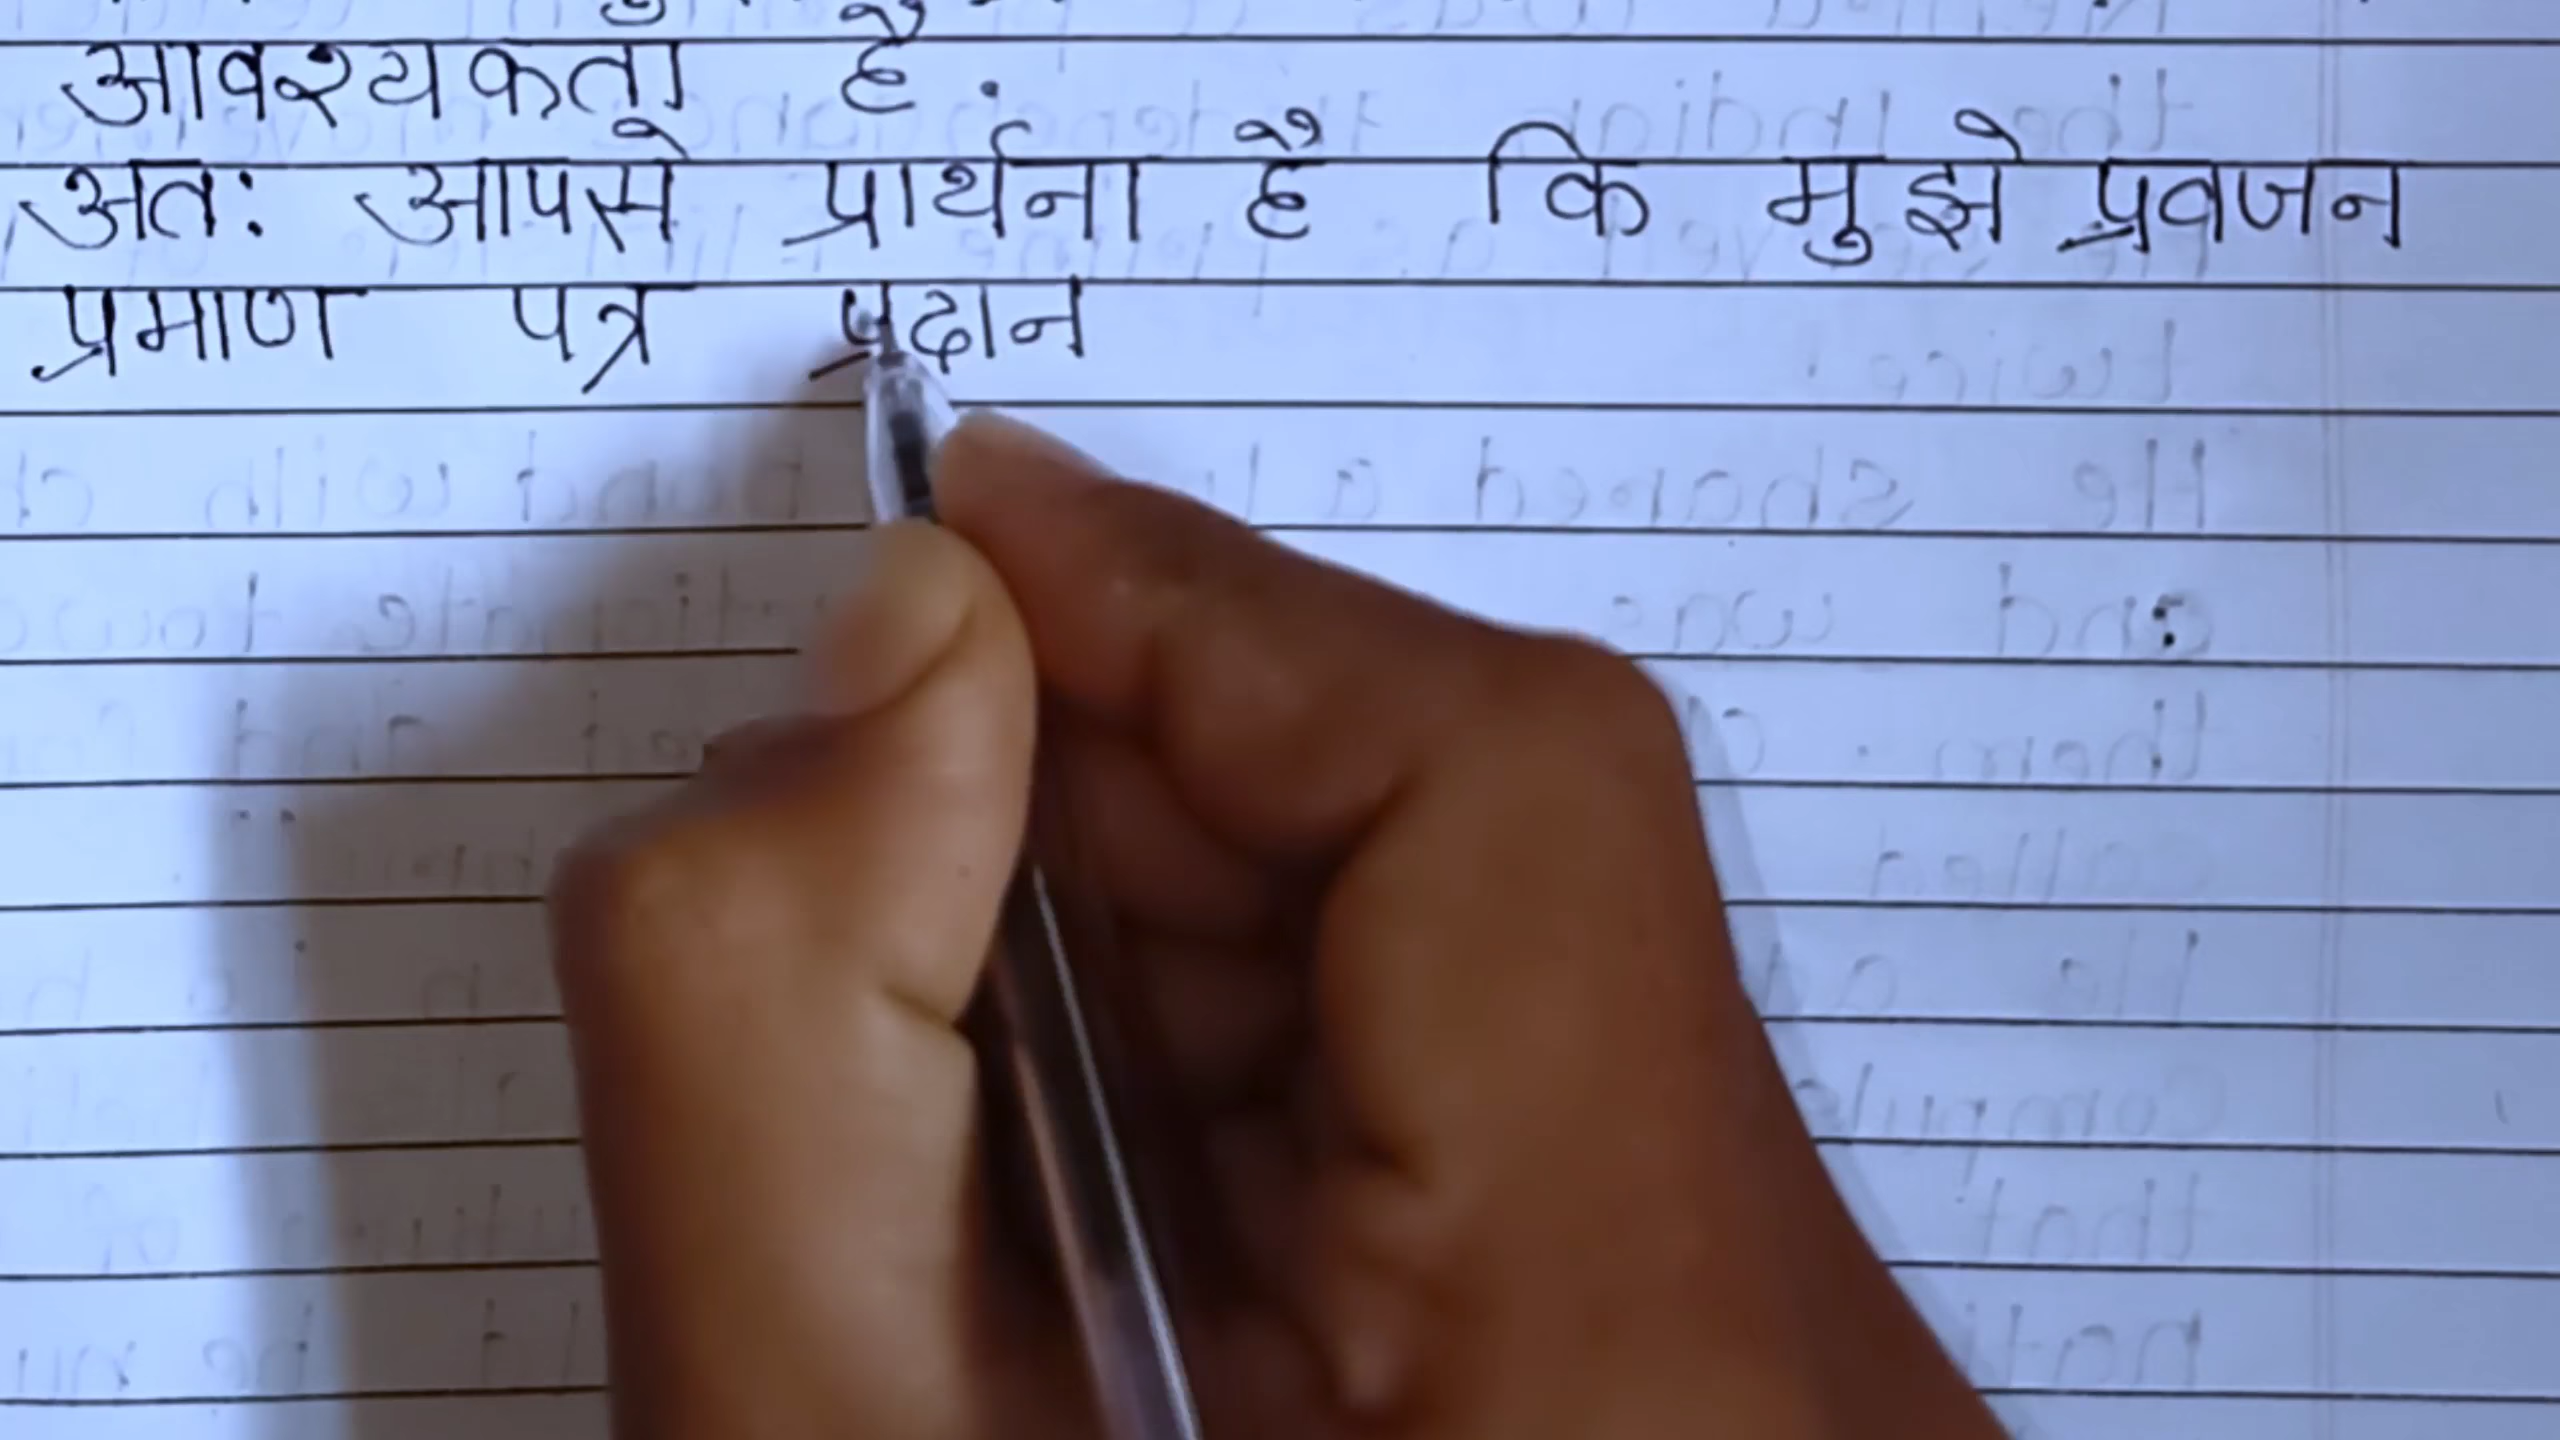 आवश्यकता है.
अतः आपसे प्रार्थना है कि मुझे प्रवजन
प्रमाण पत्र प्रदान